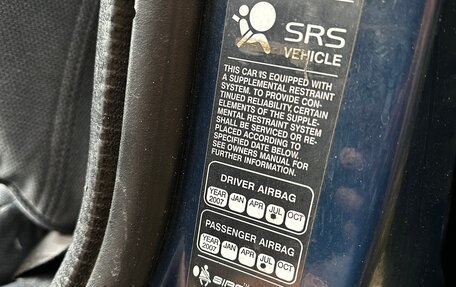 SRS
VEHICLE
THIS CAR IS EQUIPPED WITH
A SUPPLEMENTAL RESTRAINT
SYSTEM. TO PROVIDE CON-
TINUED RELIABILITY, CERTAIN
ELEMENTS OF THE SUPPLE-
MENTAL RESTRAINT SYSTEM
SHALL BE SERVICED OR RE-
PLACED ACCORDING TO
SPECIFIED DATE BELOW.
SEE OWNERS MANUAL FOR
FURTHER INFORMATION.
DRIVER AIRBAG
YEAR 2007 JAN APR JUL OCT
PASSENGER AIRBAG
YEAR 2007 JAN APR JUL OCT